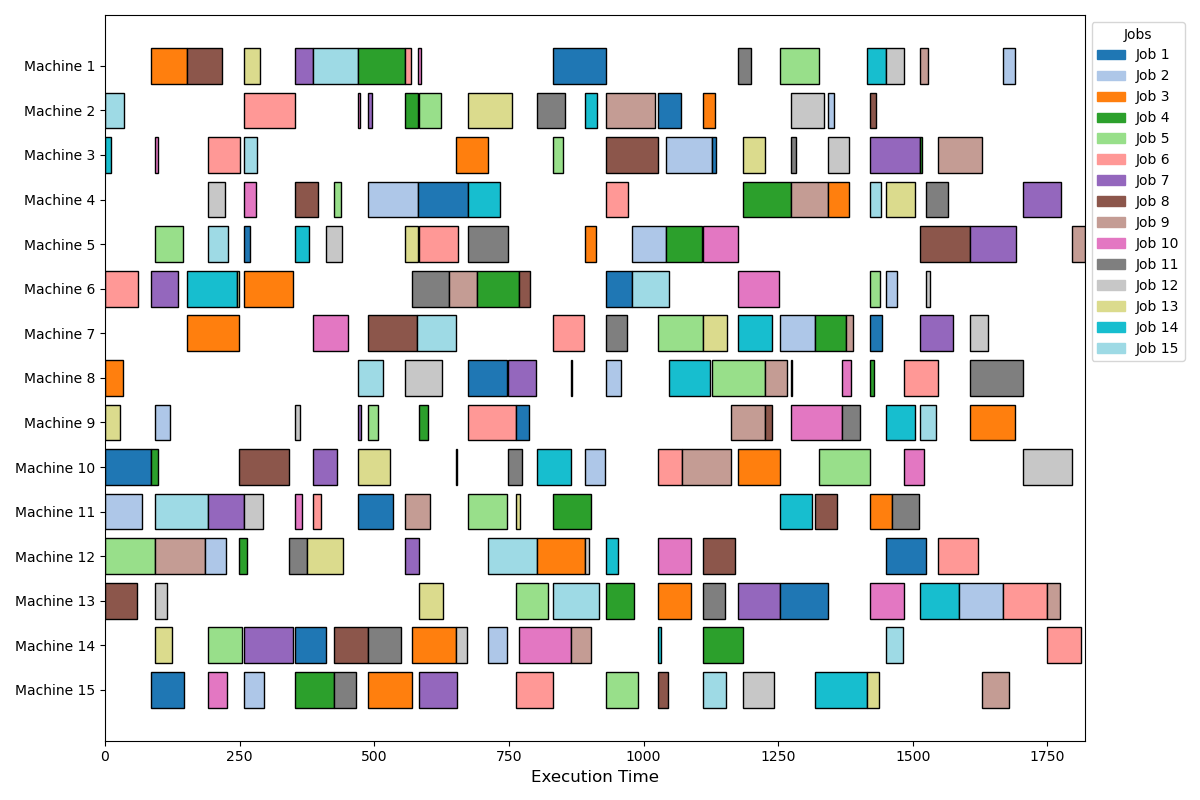 Machine 1
Machine 2
Machine 3
Machine 4
Machine 5
Machine 6
Machine 7
Machine 8
Machine 9
Machine 10
Machine 11
Machine 12
Machine 13
Machine 14
Machine 15
0 250 500 750 1000 1250 1500 1750
Execution Time
Jobs
Job 1
Job 2
Job 3
Job 4
Job 5
Job 6
Job 7
Job 8
Job 9
Job 10
Job 11
Job 12
Job 13
Job 14
Job 15